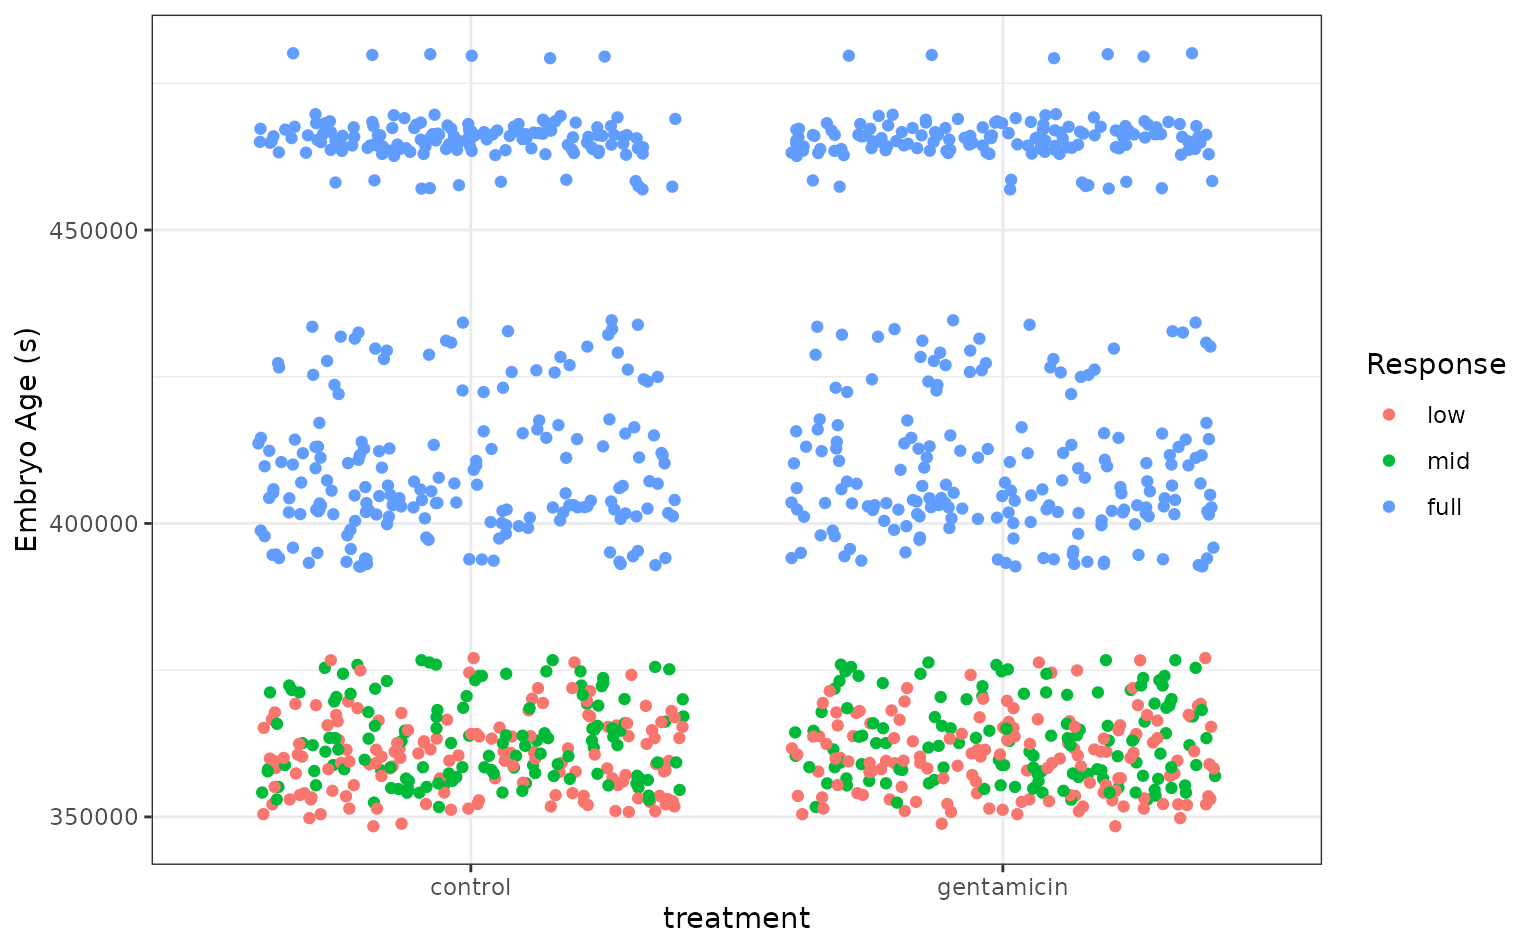 Embryo Age (s)
450000
400000
350000
control
gentamicin
treatment
Response
low
mid
full